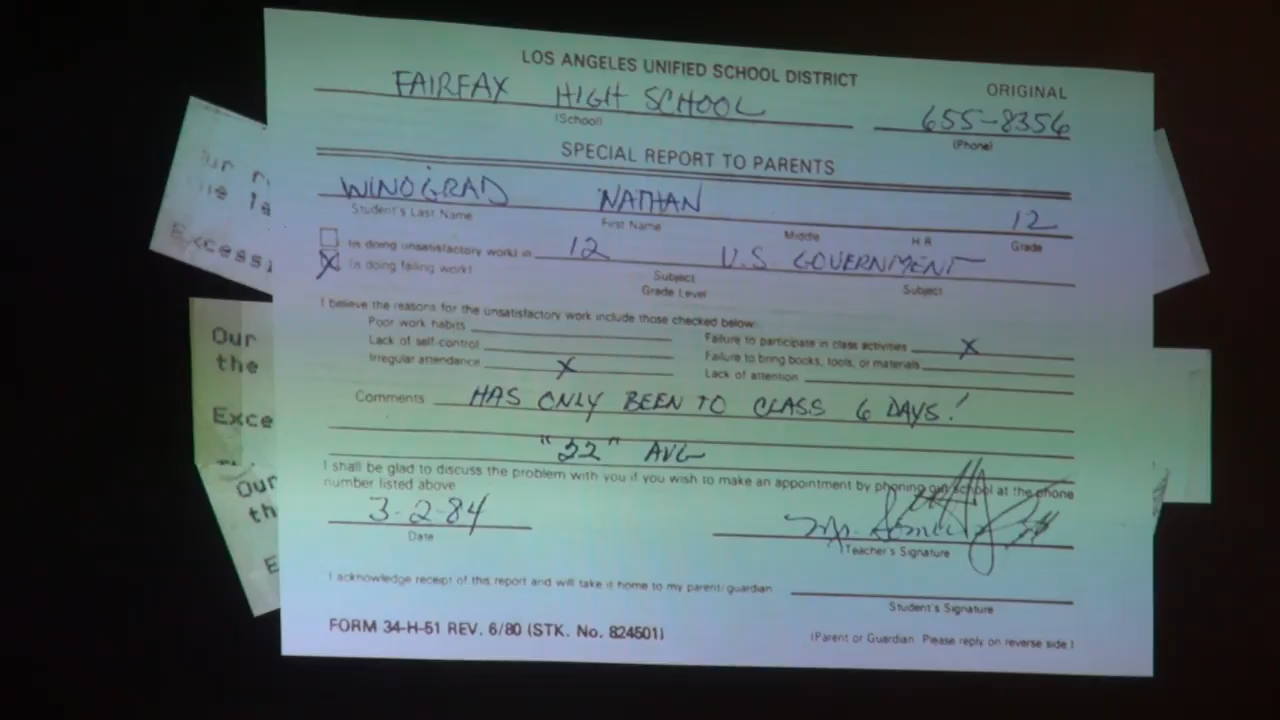 LOS ANGELES UNIFIED SCHOOL DISTRICT
ORIGINAL
FAIRFAX HIGH SCHOOL
655-8356
(School)
(Phone)
SPECIAL REPORT TO PARENTS
WINOGRAD NATHAN 12
Student's Last Name First Name Middle H R Grade
(is doing unsatisfactory work) in 12 U.S GOVERNMENT
X (is doing failing work)
Subject
Grade Level
Subject
I believe the reasons for the unsatisfactory work include those checked below:
Poor work habits
Lack of self-control
Irregular attendance X
Failure to participate in class activities X
Failure to bring books, tools, or materials
Lack of attention
Comments HAS ONLY BEEN TO CLASS 6 DAYS!
"22" AVG
I shall be glad to discuss the problem with you if you wish to make an appointment by phoning our school at the phone
number listed above
3-2-84
Date
Mr.
Teacher's Signature
I acknowledge receipt of this report and will take it home to my parent/guardian
Student's Signature
FORM 34-H-51 REV. 6/80 (STK. No. 824501)
(Parent or Guardian Please reply on reverse side)
Excessi
Our
the
Exce
Our
th
E